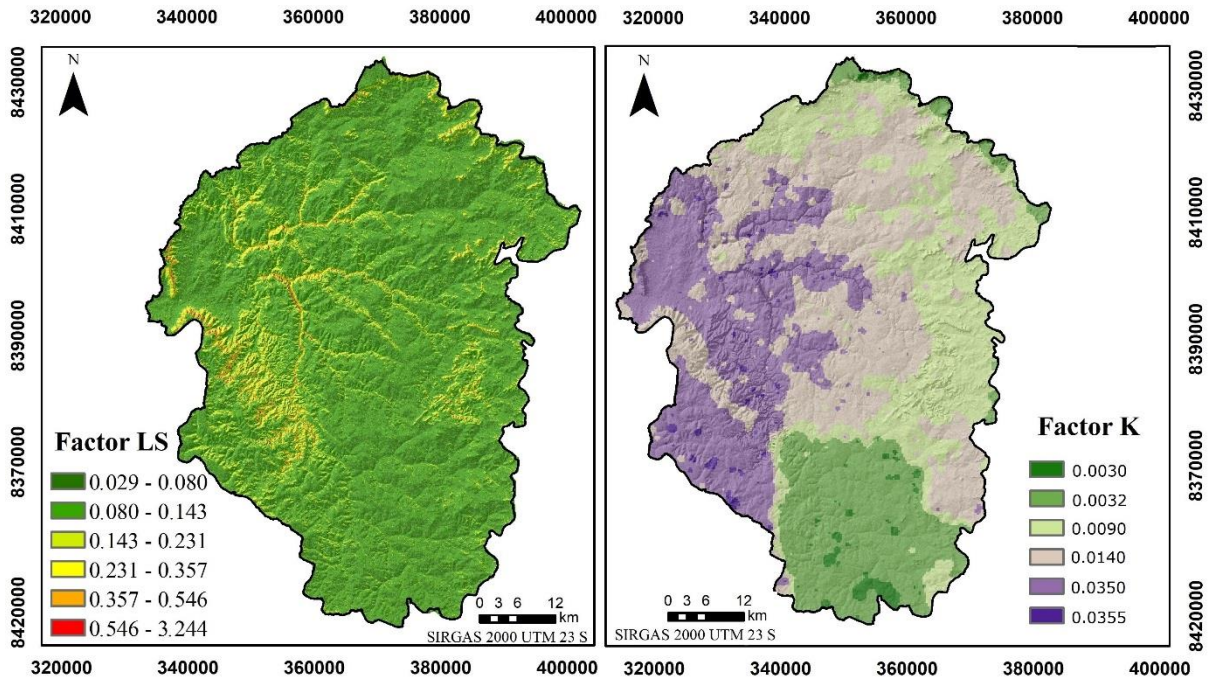 320000 340000 360000 380000 400000 320000 340000 360000 380000 400000
8430000
8410000
8390000
8370000
8420000
N
Factor LS
0.029 - 0.080
0.080 - 0.143
0.143 - 0.231
0.231 - 0.357
0.357 - 0.546
0.546 - 3.244
0 3 6 12
km
SIRGAS 2000 UTM 23 S
N
Factor K
0.0030
0.0032
0.0090
0.0140
0.0350
0.0355
0 3 6 12
km
SIRGAS 2000 UTM 23 S
8430000
8410000
8390000
8370000
8420000
320000 340000 360000 380000 400000 320000 340000 360000 380000 400000